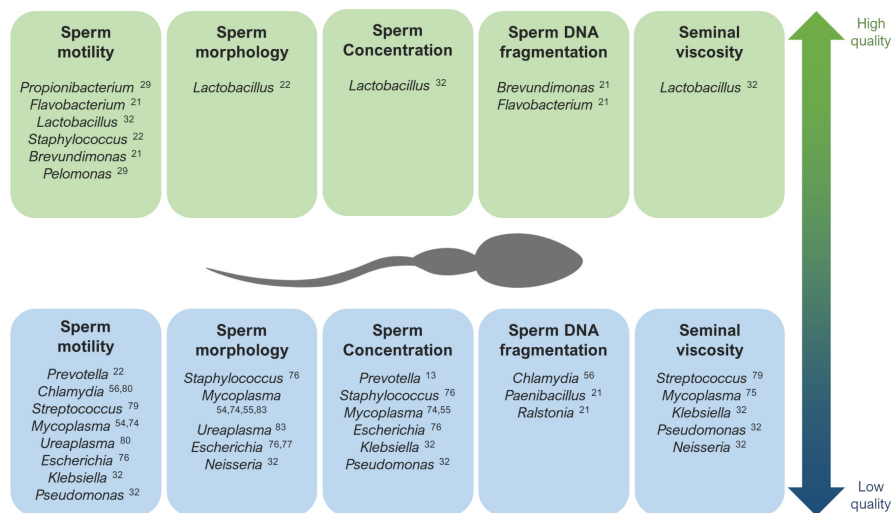 Sperm
motility
Propionibacterium 29
Flavobacterium 21
Lactobacillus 32
Staphylococcus 22
Brevundimonas 21
Pelomonas 29
Sperm
morphology
Lactobacillus 22
Sperm
Concentration
Lactobacillus 32
Sperm DNA
fragmentation
Brevundimonas 21
Flavobacterium 21
Seminal
viscosity
Lactobacillus 32
High
quality
Sperm
motility
Prevotella 22
Chlamydia 56,80
Streptococcus 79
Mycoplasma 54,74
Ureaplasma 80
Escherichia 76
Klebsiella 32
Pseudomonas 32
Sperm
morphology
Staphylococcus 76
Mycoplasma
54,74,55,83
Ureaplasma 83
Escherichia 76,77
Neisseria 32
Sperm
Concentration
Prevotella 13
Staphylococcus 76
Mycoplasma 74,55
Escherichia 76
Klebsiella 32
Pseudomonas 32
Sperm DNA
fragmentation
Chlamydia 56
Paenibacillus 21
Ralstonia 21
Seminal
viscosity
Streptococcus 79
Mycoplasma 75
Klebsiella 32
Pseudomonas 32
Neisseria 32
Low
quality